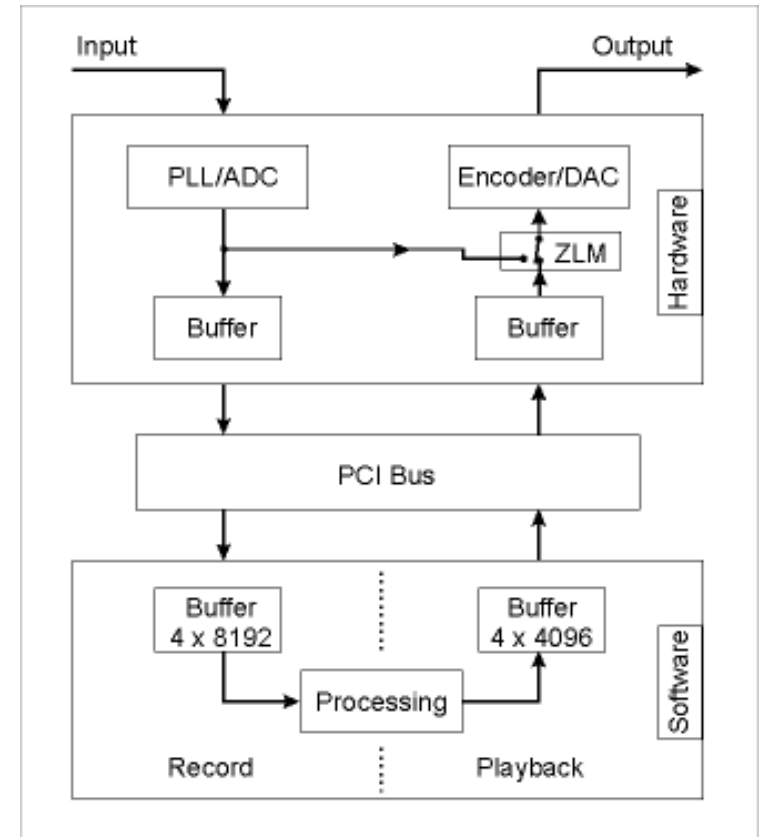 Input
Output
PLL/ADC
Encoder/DAC
ZLM
Hardware
Buffer
Buffer
PCI Bus
Buffer
4 x 8192
Buffer
4 x 4096
Software
Processing
Record
Playback